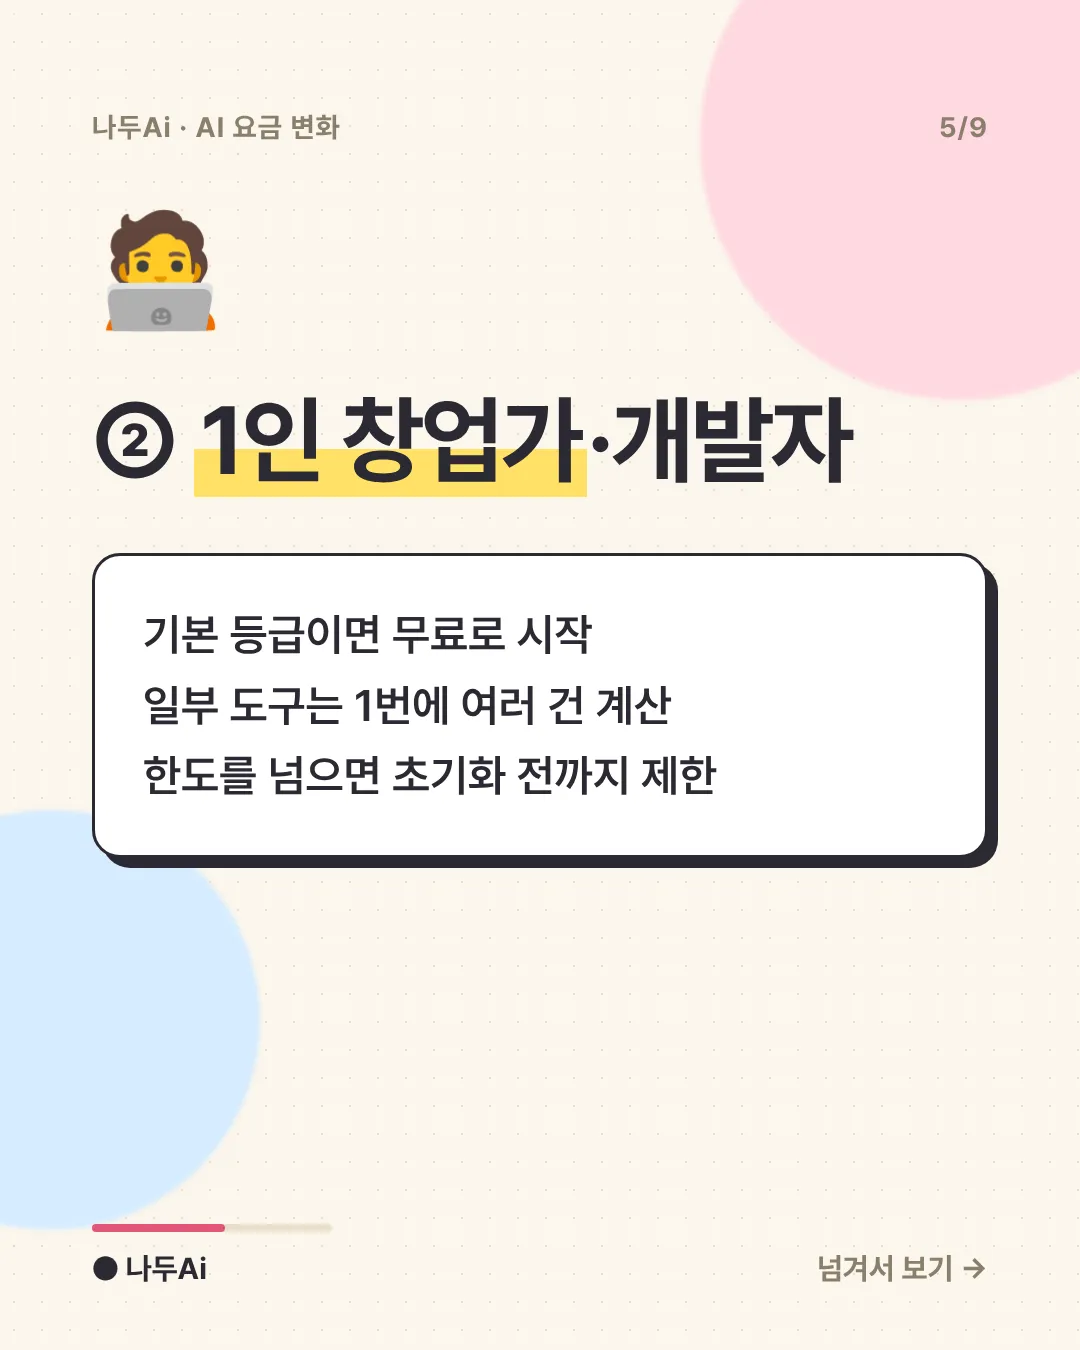 나두Ai · AI 요금 변화
5/9
② 1인 창업가·개발자
기본 등급이면 무료로 시작
일부 도구는 1번에 여러 건 계산
한도를 넘으면 초기화 전까지 제한
나두Ai
넘겨서 보기 →